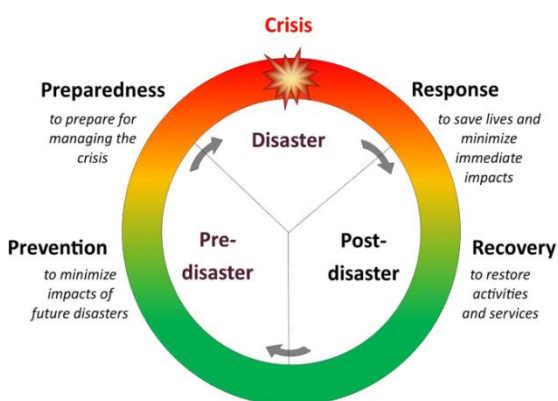 Crisis
Preparedness
to prepare for
managing the
crisis
Response
to save lives and
minimize
immediate
impacts
Disaster
Prevention
to minimize
impacts of
future disasters
Pre-
disaster
Post-
disaster
Recovery
to restore
activities
and services